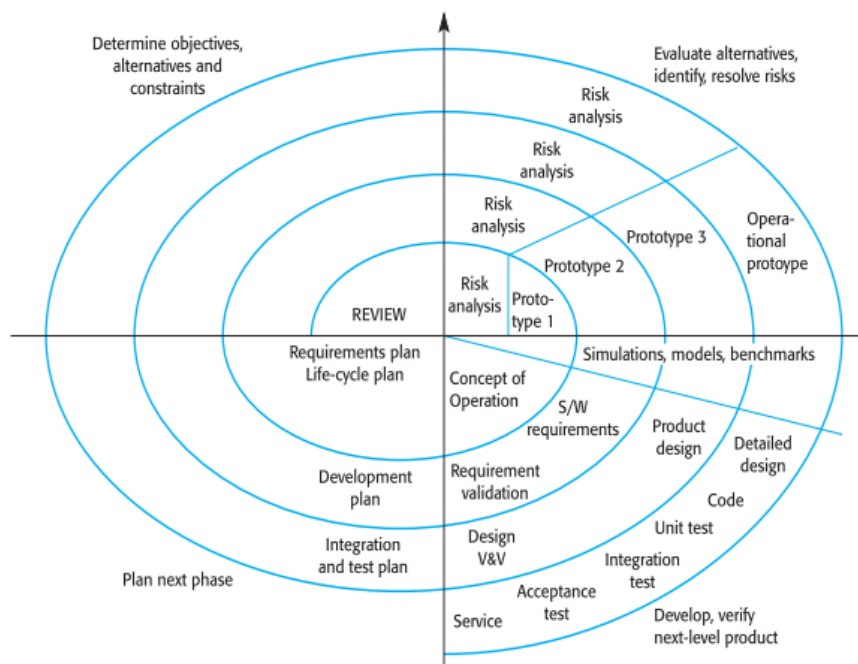 Determine objectives,
alternatives and
constraints
Evaluate alternatives,
identify, resolve risks
Risk
analysis
Risk
analysis
Risk
analysis
Risk
analysis
Proto-
type 1
Prototype 2
Prototype 3
Opera-
tional
protoype
REVIEW
Requirements plan
Life-cycle plan
Simulations, models, benchmarks
Concept of
Operation
S/W
requirements
Product
design
Detailed
design
Development
plan
Requirement
validation
Code
Unit test
Integration
and test plan
Design
V&V
Integration
test
Acceptance
test
Service
Plan next phase
Develop, verify
next-level product